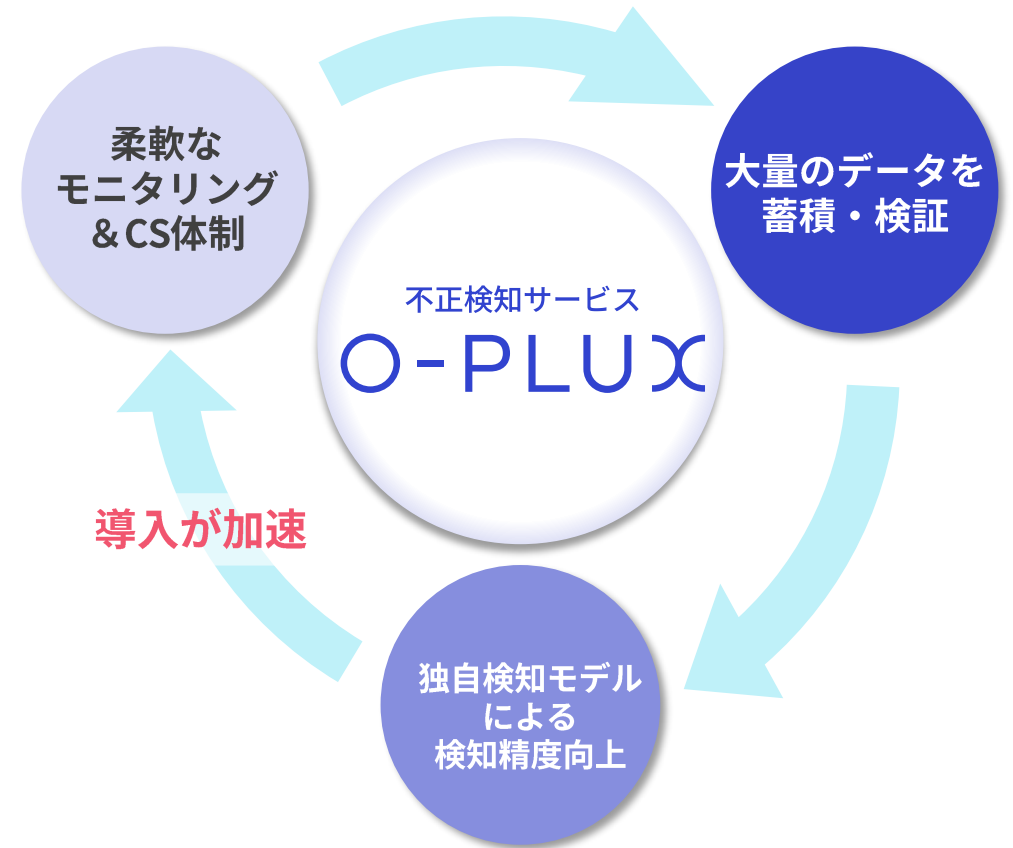 柔軟な
モニタリング
＆CS体制
大量のデータを
蓄積・検証
不正検知サービス
O-PLUX
導入が加速
独自検知モデル
による
検知精度向上